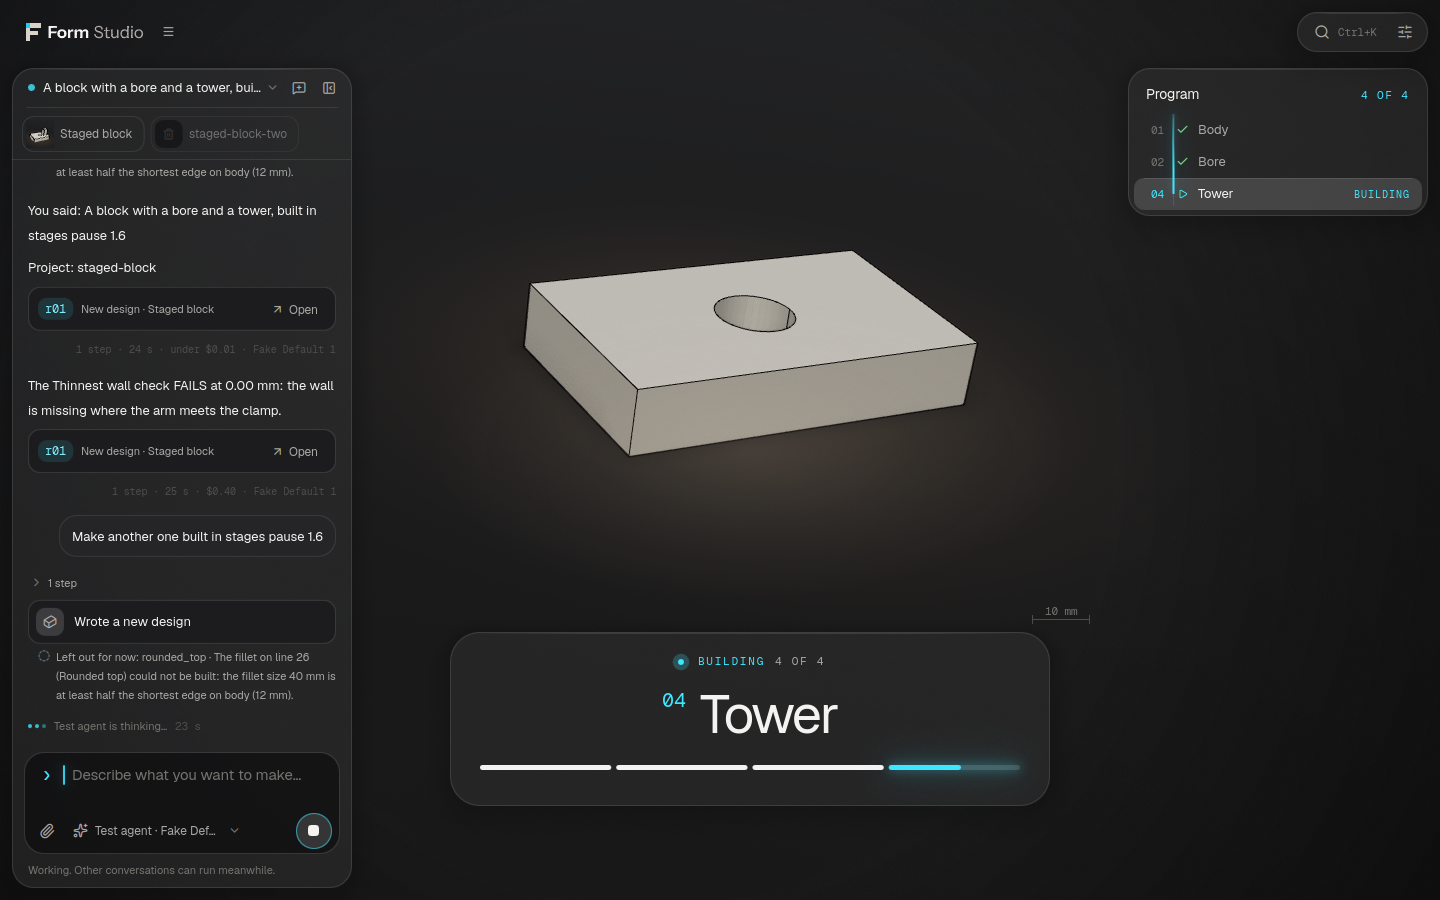 Form Studio
Ctrl+K
A block with a bore and a tower, bui...
Staged block
staged-block-two
at least half the shortest edge on body (12 mm).
You said: A block with a bore and a tower, built in
stages pause 1.6
Project: staged-block
r01 New design · Staged block Open
1 step · 24 s · under $0.01 · Fake Default 1
The Thinnest wall check FAILS at 0.00 mm: the wall
is missing where the arm meets the clamp.
r01 New design · Staged block Open
1 step · 25 s · $0.40 · Fake Default 1
Make another one built in stages pause 1.6
1 step
Wrote a new design
Left out for now: rounded_top · The fillet on line 26
(Rounded top) could not be built: the fillet size 40 mm is
at least half the shortest edge on body (12 mm).
Test agent is thinking... 23 s
Describe what you want to make...
Test agent · Fake Def...
Working. Other conversations can run meanwhile.
10 mm
BUILDING 4 OF 4
04 Tower
Program 4 OF 4
01 Body
02 Bore
04 Tower BUILDING